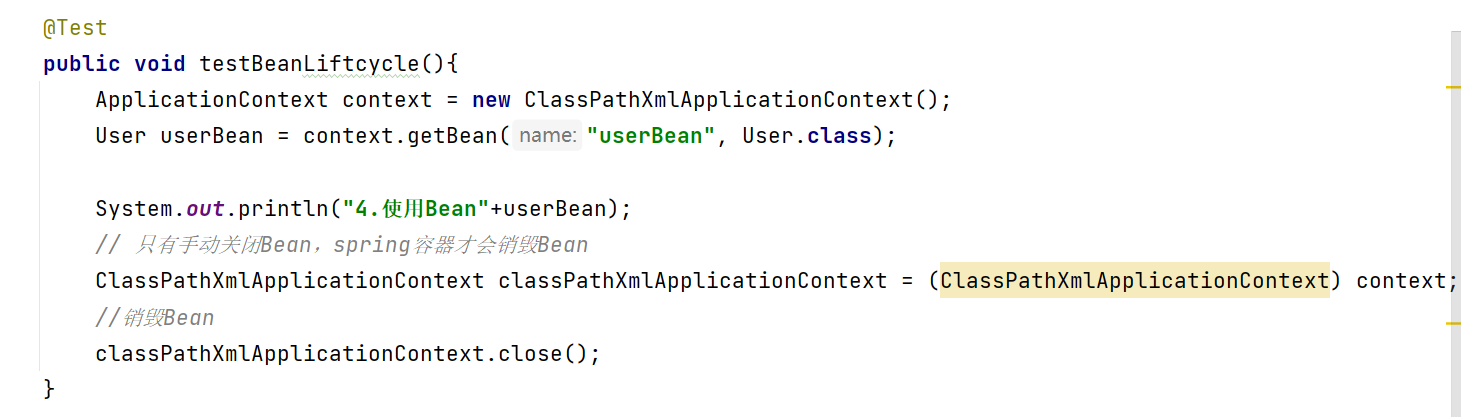 @Test
public void testBeanLiftcycle(){
ApplicationContext context = new ClassPathXmlApplicationContext();
User userBean = context.getBean( name: "userBean", User.class);
System.out.println("4.使用Bean"+userBean);
// 只有手动关闭Bean，spring容器才会销毁Bean
ClassPathXmlApplicationContext classPathXmlApplicationContext = (ClassPathXmlApplicationContext) context;
//销毁Bean
classPathXmlApplicationContext.close();
}